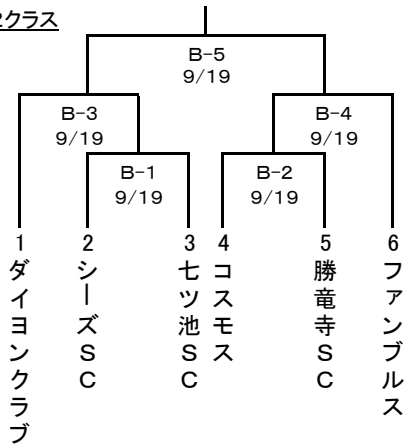 2クラス
B-5
9/19
B-3
9/19
B-4
9/19
B-1
9/19
B-2
9/19
1 2 3 4 5 6
ダイヨンクラブ
シーズSC
七ツ池SC
コスモス
勝竜寺SC
ファンブルス